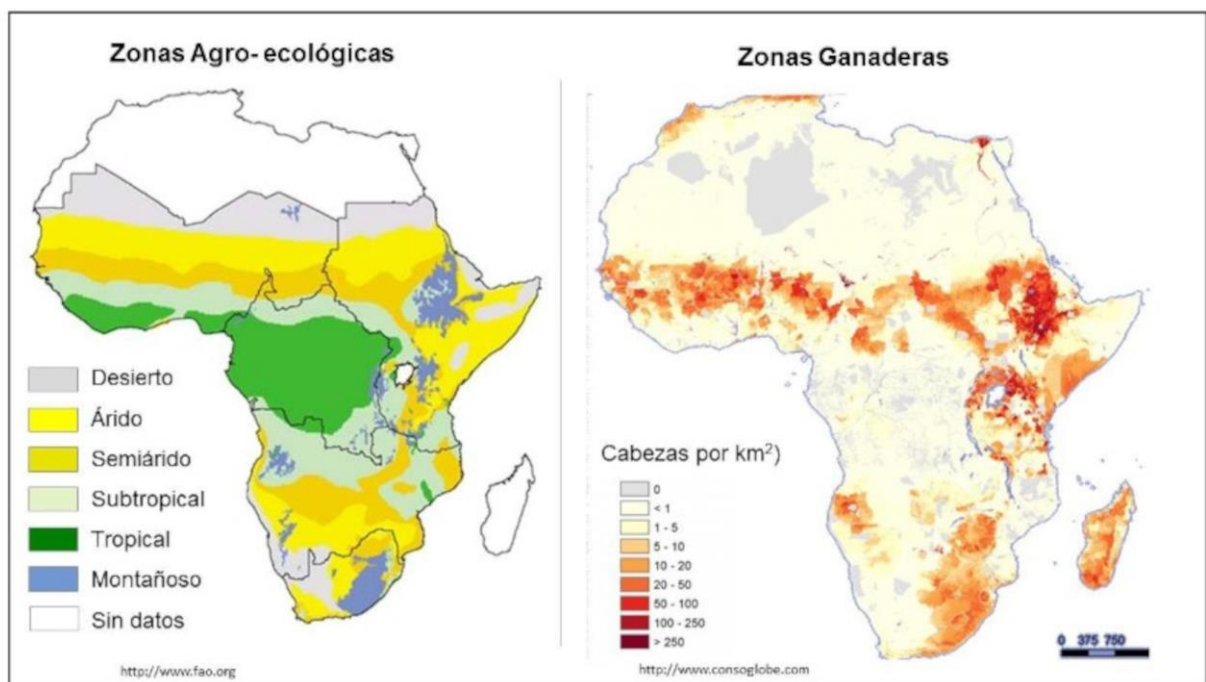 Zonas Agro- ecológicas
Desierto
Árido
Semiárido
Subtropical
Tropical
Montañoso
Sin datos
http://www.fao.org
Zonas Ganaderas
Cabezas por km²)
0
< 1
1 - 5
5 - 10
10 - 20
20 - 50
50 - 100
100 - 250
> 250
0 375 750
http://www.consoglobe.com